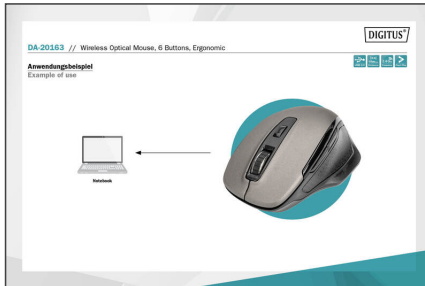 DIGITUS®
DA-20163 // Wireless Optical Mouse, 6 Buttons, Ergonomic
Anwendungsbeispiel
Example of use
Notebook